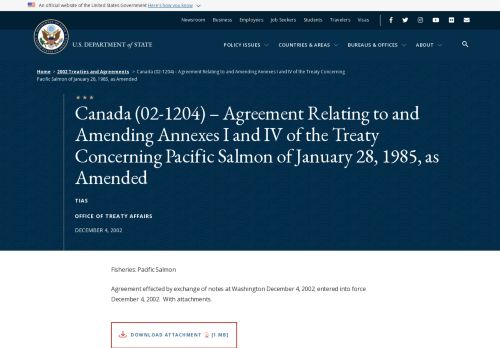 An official website of the United States Government Here's how you know
Newsroom Business Employers Job Seekers Students Travelers Visas
U.S. DEPARTMENT of STATE
POLICY ISSUES COUNTRIES & AREAS BUREAUS & OFFICES ABOUT
Home > 2002 Treaties and Agreements > Canada (02-1204) – Agreement Relating to and Amending Annexes I and IV of the Treaty Concerning
Pacific Salmon of January 28, 1985, as Amended
Canada (02-1204) – Agreement Relating to and
Amending Annexes I and IV of the Treaty
Concerning Pacific Salmon of January 28, 1985, as
Amended
TIAS
OFFICE OF TREATY AFFAIRS
DECEMBER 4, 2002
Fisheries: Pacific Salmon
Agreement effected by exchange of notes at Washington December 4, 2002; entered into force
December 4, 2002. With attachments.
DOWNLOAD ATTACHMENT [1 MB]